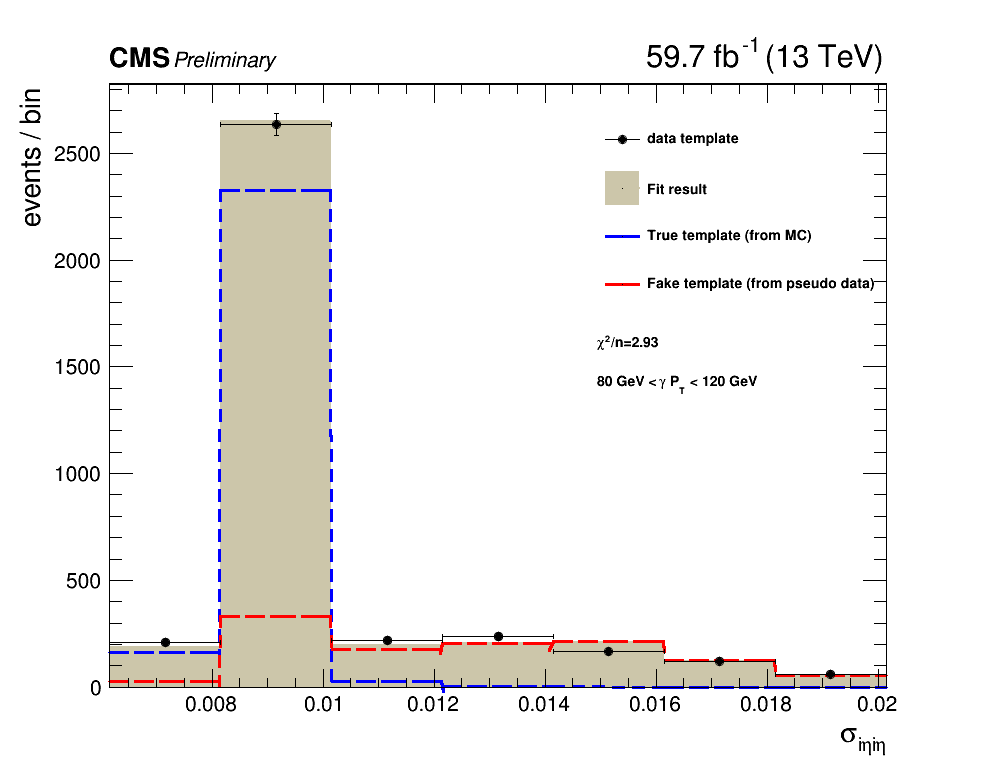 CMS Preliminary 59.7 fb⁻¹ (13 TeV)
events / bin
2500
2000
1500
1000
500
0
data template
Fit result
True template (from MC)
Fake template (from pseudo data)
χ²/n=2.93
80 GeV < γ P_T < 120 GeV
0.008 0.01 0.012 0.014 0.016 0.018 0.02
σ_iηiη